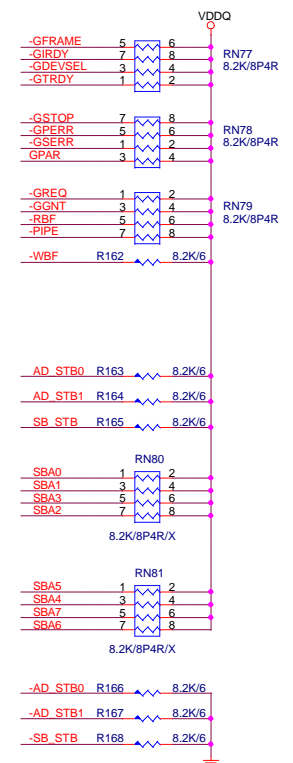 VDDQ
-GFRAME 5 6
-GIRDY 7 8 RN77
-GDEVSEL 3 4 8.2K/8P4R
-GTRDY 1 2
-GSTOP 7 8
-GPERR 5 6 RN78
-GSERR 1 2 8.2K/8P4R
GPAR 3 4
-GREQ 1 2
-GGNT 3 4 RN79
-RBF 5 6 8.2K/8P4R
-PIPE 7 8
-WBF R162 8.2K/6
AD_STB0 R163 8.2K/6
AD_STB1 R164 8.2K/6
SB_STB R165 8.2K/6
RN80
SBA0 1 2
SBA1 3 4
SBA3 5 6
SBA2 7 8
8.2K/8P4R/X
RN81
SBA5 1 2
SBA4 3 4
SBA7 5 6
SBA6 7 8
8.2K/8P4R/X
-AD_STB0 R166 8.2K/6
-AD_STB1 R167 8.2K/6
-SB_STB R168 8.2K/6